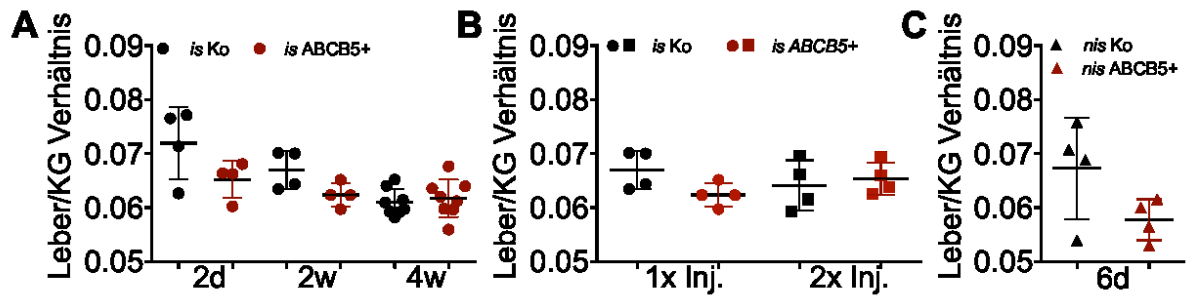 A
Leber/KG Verhältnis
is Ko
is ABCB5+
0.09
0.08
0.07
0.06
0.05
2d
2w
4w
B
Leber/KG Verhältnis
is Ko
is ABCB5+
0.09
0.08
0.07
0.06
0.05
1x Inj.
2x Inj.
C
Leber/KG Verhältnis
nis Ko
nis ABCB5+
0.09
0.08
0.07
0.06
0.05
6d